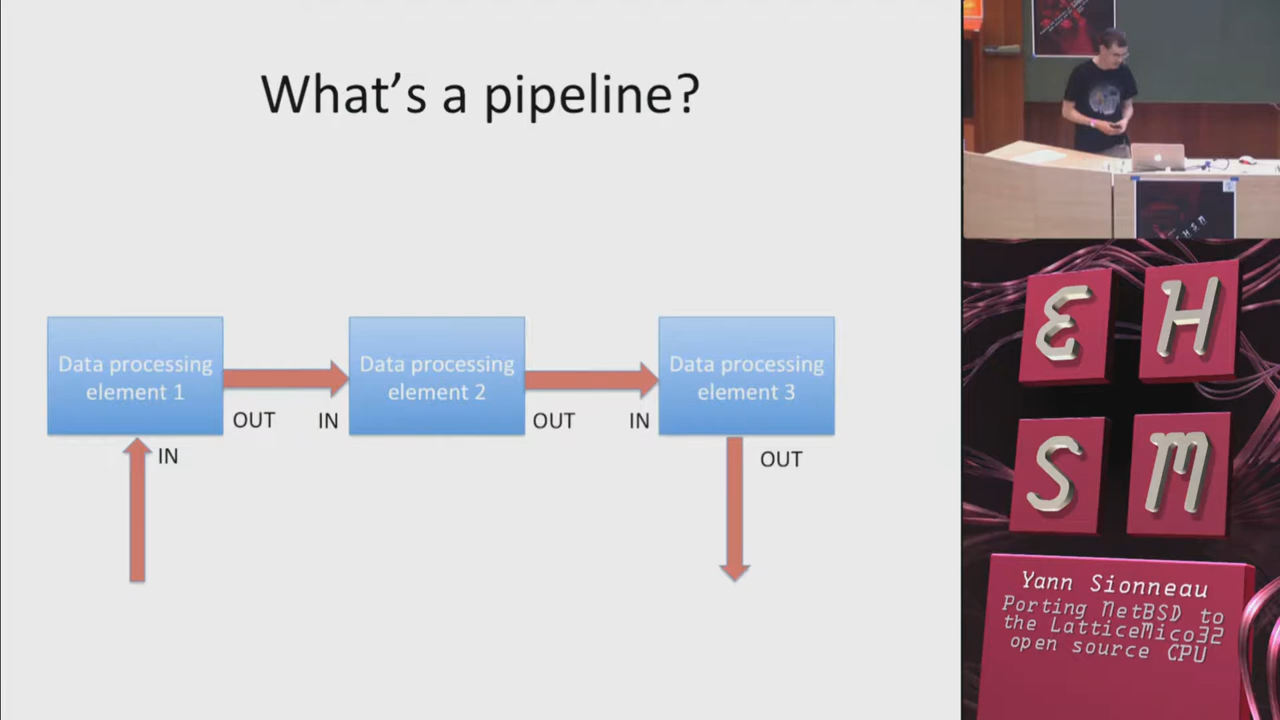 What's a pipeline?
Data processing
element 1
Data processing
element 2
Data processing
element 3
OUT
IN
OUT
IN
IN
OUT
EHSM
E H
S M
Yann Sionneau
Porting NetBSD to
the LatticeMico32
open source CPU